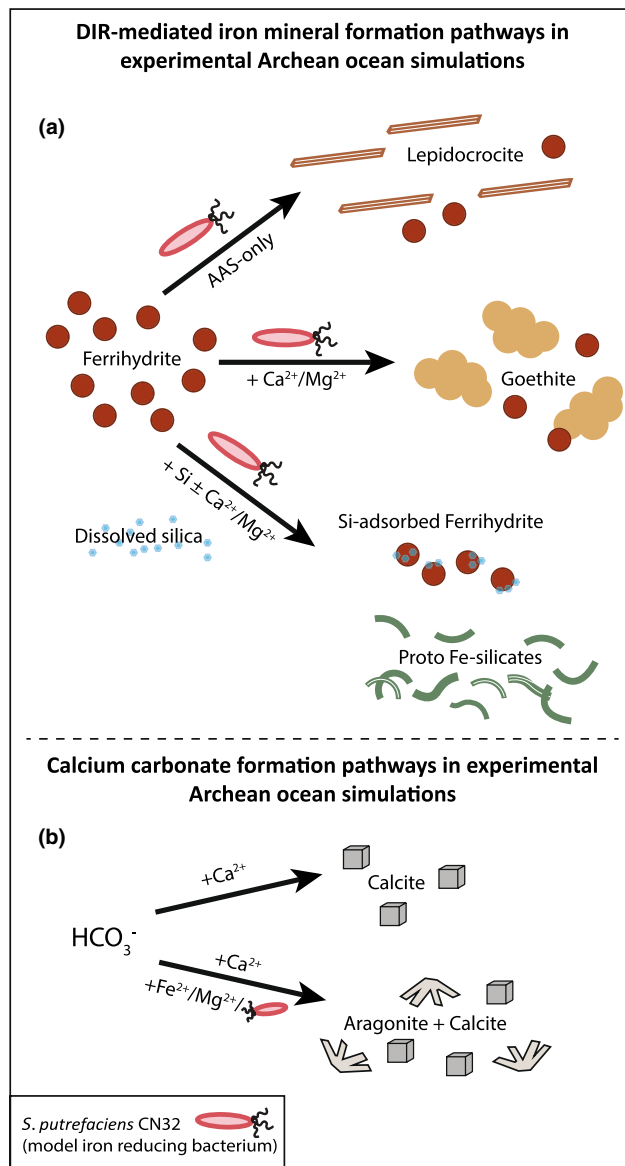 DIR-mediated iron mineral formation pathways in
experimental Archean ocean simulations
(a)
Lepidocrocite
AAS-only
Ferrihydrite
+ Ca²⁺/Mg²⁺
Goethite
+ Si ± Ca²⁺/Mg²⁺
Dissolved silica
Si-adsorbed Ferrihydrite
Proto Fe-silicates
Calcium carbonate formation pathways in experimental
Archean ocean simulations
(b)
+Ca²⁺
Calcite
HCO₃⁻
+Ca²⁺
+Fe²⁺/Mg²⁺/
Aragonite + Calcite
S. putrefaciens CN32
(model iron reducing bacterium)